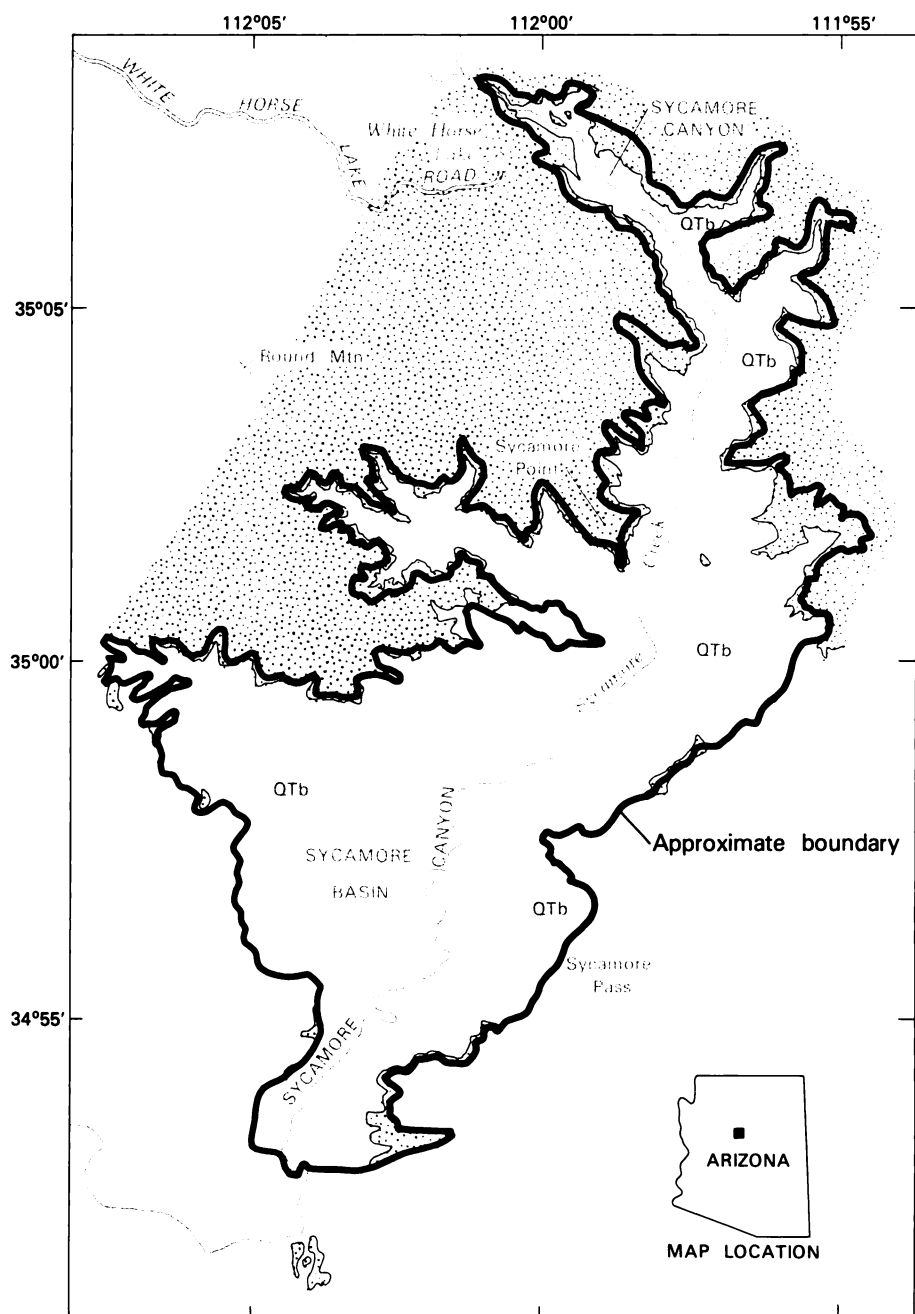 112°05′ 112°00′ 111°55′
WHITE
HORSE
LAKE
ROAD
White Horse
Lake
SYCAMORE
CANYON
QTb
35°05′
Round Mtn
QTb
Sycamore
Point
Creek
35°00′
QTb
Sycamore
QTb
CANYON
SYCAMORE
BASIN
Approximate boundary
QTb
Sycamore
Pass
34°55′
SYCAMORE
ARIZONA
MAP LOCATION